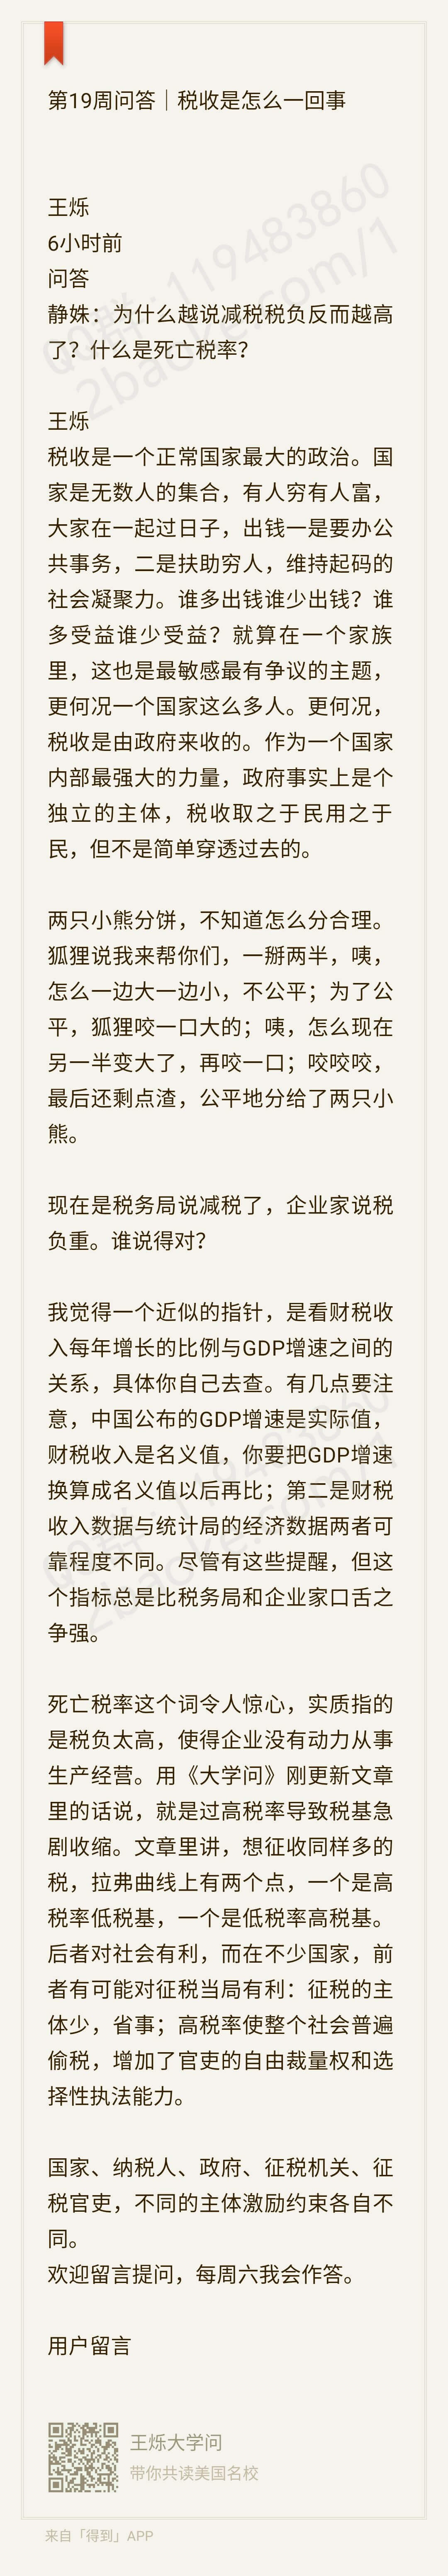 第19周问答｜税收是怎么一回事
王烁
6小时前
问答
静姝：为什么越说减税税负反而越高
了？什么是死亡税率？
王烁
税收是一个正常国家最大的政治。国
家是无数人的集合，有人穷有人富，
大家在一起过日子，出钱一是要办公
共事务，二是扶助穷人，维持起码的
社会凝聚力。谁多出钱谁少出钱？谁
多受益谁少受益？就算在一个家族
里，这也是最敏感最有争议的主题，
更何况一个国家这么多人。更何况，
税收是由政府来收的。作为一个国家
内部最强大的力量，政府事实上是个
独立的主体，税收取之于民用之于
民，但不是简单穿透过去的。
两只小熊分饼，不知道怎么分合理。
狐狸说我来帮你们，一掰两半，咦，
怎么一边大一边小，不公平；为了公
平，狐狸咬一口大的；咦，怎么现在
另一半变大了，再咬一口；咬咬咬，
最后还剩点渣，公平地分给了两只小
熊。
现在是税务局说减税了，企业家说税
负重。谁说得对？
我觉得一个近似的指针，是看财税收
入每年增长的比例与GDP增速之间的
关系，具体你自己去查。有几点要注
意，中国公布的GDP增速是实际值，
财税收入是名义值，你要把GDP增速
换算成名义值以后再比；第二是财税
收入数据与统计局的经济数据两者可
靠程度不同。尽管有这些提醒，但这
个指标总是比税务局和企业家口舌之
争强。
死亡税率这个词令人惊心，实质指的
是税负太高，使得企业没有动力从事
生产经营。用《大学问》刚更新文章
里的话说，就是过高税率导致税基急
剧收缩。文章里讲，想征收同样多的
税，拉弗曲线上有两个点，一个是高
税率低税基，一个是低税率高税基。
后者对社会有利，而在不少国家，前
者有可能对征税当局有利：征税的主
体少，省事；高税率使整个社会普遍
偷税，增加了官吏的自由裁量权和选
择性执法能力。
国家、纳税人、政府、征税机关、征
税官吏，不同的主体激励约束各自不
同。
欢迎留言提问，每周六我会作答。
用户留言
王烁大学问
带你共读美国名校
来自「得到」APP
QQ群：119483860
2baoke.com/1
QQ群：119483860
2baoke.com/1